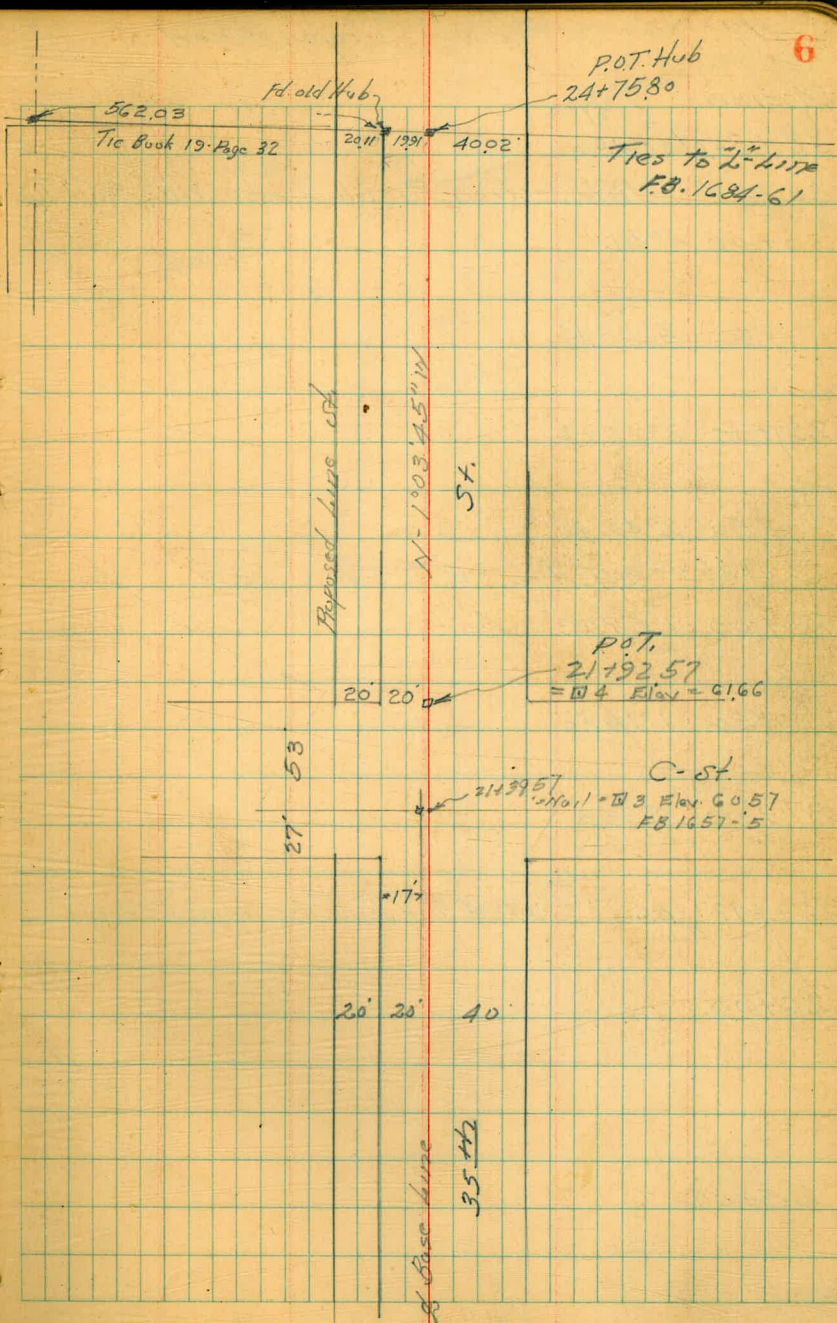 6
P.O.T. Hub
24+75.80
Fd. old Hub
562.03
Tie Book 19-Page 32
20.11 19.91 40.02'
Ties to "L" Line
F.B. 1684-61
Proposed Line St.
N-1°03'45"W
St.
P.O.T.
21+92.57
= 4 Elev = 61.66
20' 20'
53'
27'
C-St.
21+39.57
=Nail = 3 Elev. 60.57
F.B 1657-5
17'
20' 20' 40
35th
Base Line